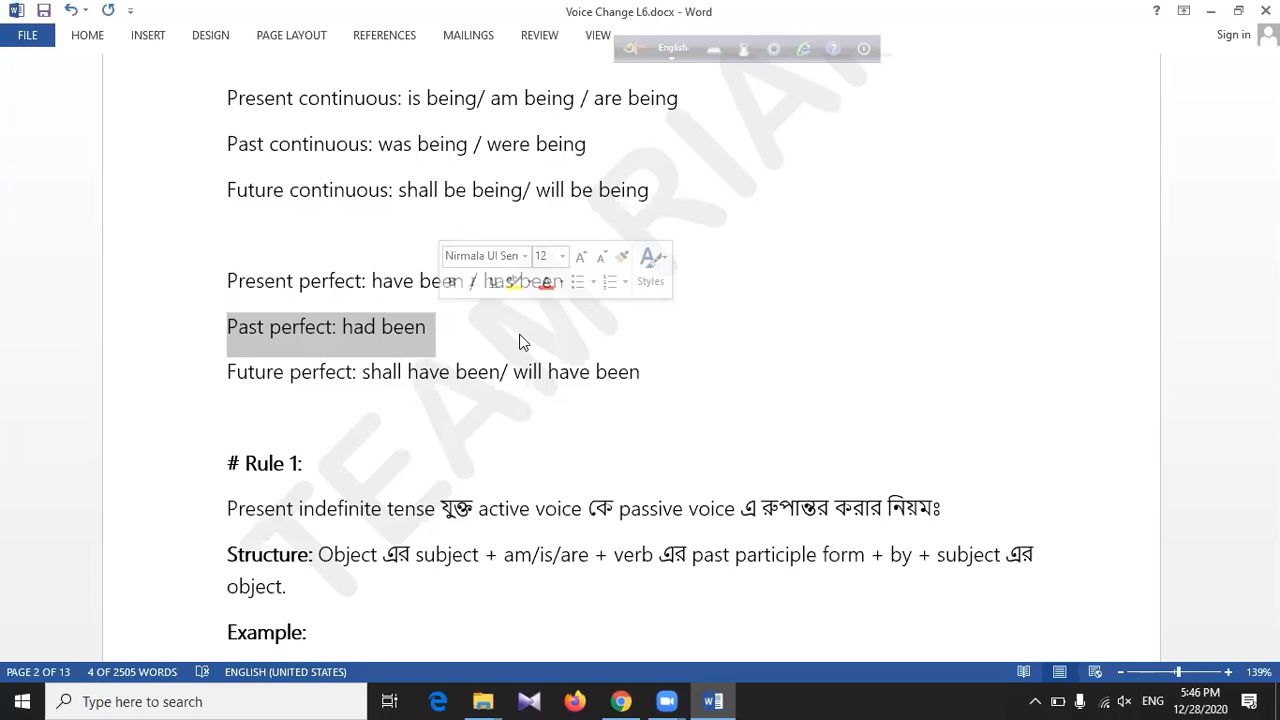 Voice Change L6.docx - Word
FILE HOME INSERT DESIGN PAGE LAYOUT REFERENCES MAILINGS REVIEW VIEW Sign in
অ English
Present continuous: is being/ am being / are being
Past continuous: was being / were being
Future continuous: shall be being/ will be being
Nirmala UI Sen 12
Present perfect: have been / has been
Styles
Past perfect: had been
Future perfect: shall have been/ will have been
# Rule 1:
Present indefinite tense যুক্ত active voice কে passive voice এ রুপান্তর করার নিয়মঃ
Structure: Object এর subject + am/is/are + verb এর past participle form + by + subject এর
object.
Example:
TEAM RIA
PAGE 2 OF 13 4 OF 2505 WORDS ENGLISH (UNITED STATES) 139%
Type here to search ENG 5:46 PM
12/28/2020